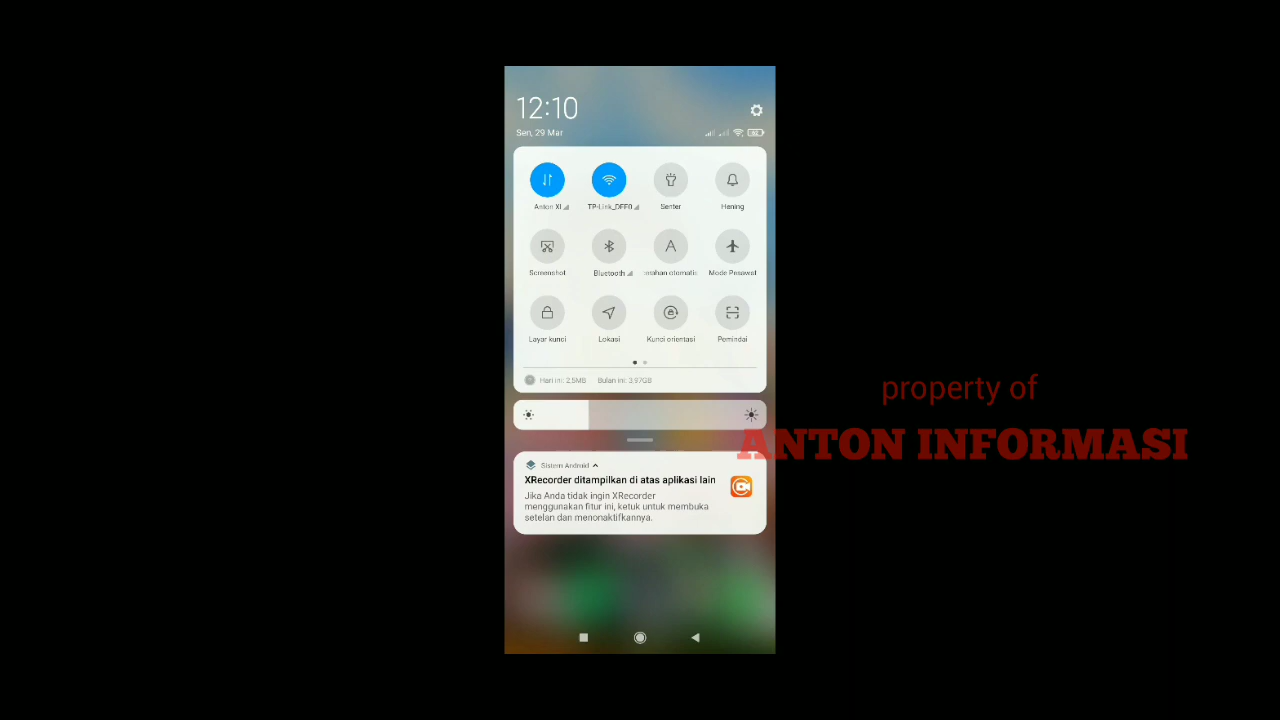 12:10
Sen, 29 Mar
Anton Xl
TP-Link_DFF0
Senter
Hening
Screenshot
Bluetooth
A
Mode Pesawat
Layar kunci
Lokasi
Kunci orientasi
Pemindai
Hari ini: 2,5MB Bulan ini: 3,97GB
property of
ANTON INFORMASI
Sistem Android
XRecorder ditampilkan di atas aplikasi lain
Jika Anda tidak ingin XRecorder
menggunakan fitur ini, ketuk untuk membuka
setelan dan menonaktifkannya.